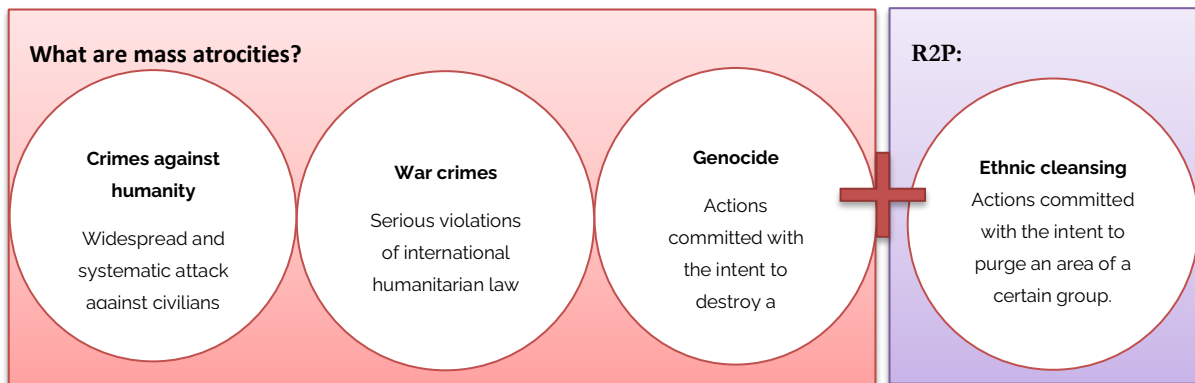 What are mass atrocities?
Crimes against
humanity
Widespread and
systematic attack
against civilians
War crimes
Serious violations
of international
humanitarian law
Genocide
Actions
committed with
the intent to
destroy a
R2P:
Ethnic cleansing
Actions committed
with the intent to
purge an area of a
certain group.